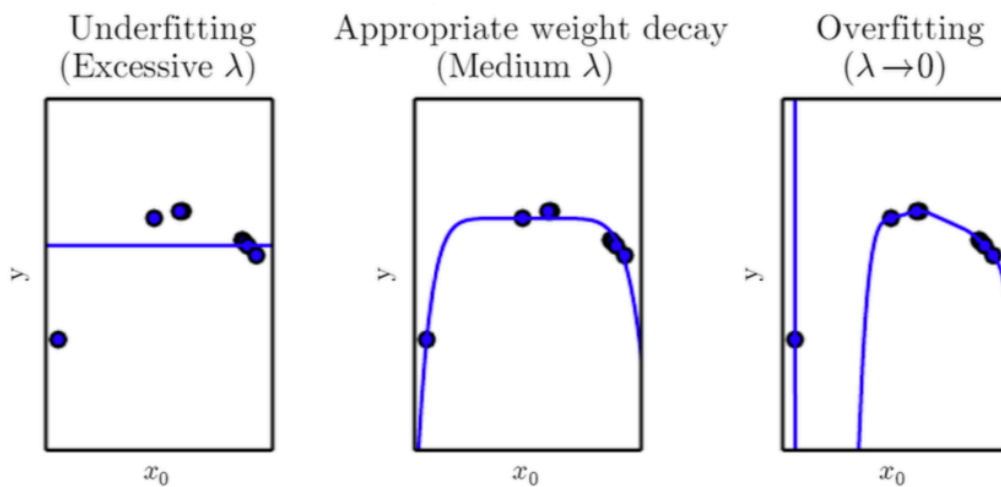 Underfitting
(Excessive λ)
Appropriate weight decay
(Medium λ)
Overfitting
(λ→0)
y
x₀
y
x₀
y
x₀